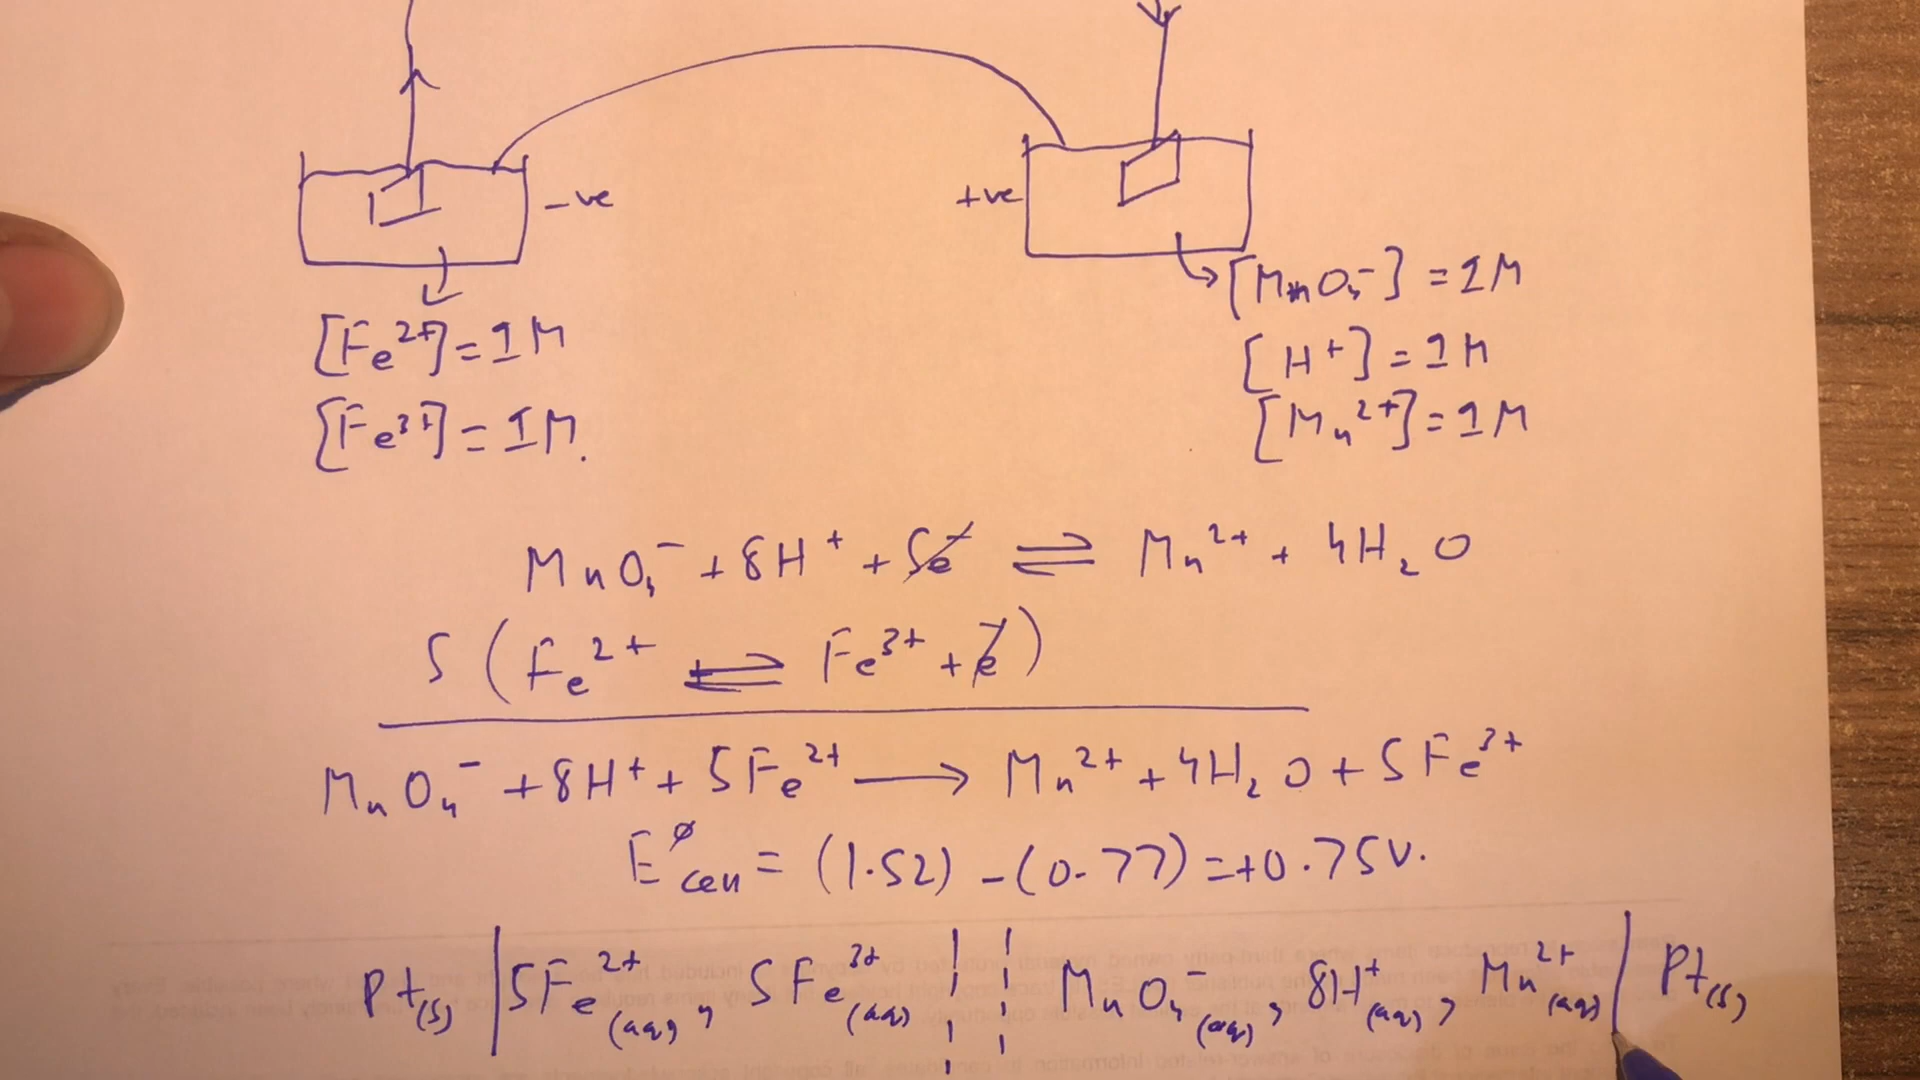 -ve
+ve
[Fe²⁺] = 1M
[Fe³⁺] = 1M.
[MnO₄⁻] = 1M
[H⁺] = 1M
[Mn²⁺] = 1M
MnO₄⁻ + 8H⁺ + 5e⁻ ⇌ Mn²⁺ + 4H₂O
5 (Fe²⁺ ⇌ Fe³⁺ + e)
MnO₄⁻ + 8H⁺ + 5Fe²⁺ ⟶ Mn²⁺ + 4H₂O + 5Fe³⁺
E^ø cell = (1.52) - (0.77) = +0.75V.
Pt(s) | 5Fe²⁺(aq), 5Fe³⁺(aq) ¦ ¦ MnO₄⁻(aq), 8H⁺(aq), Mn²⁺(aq) | Pt(s)